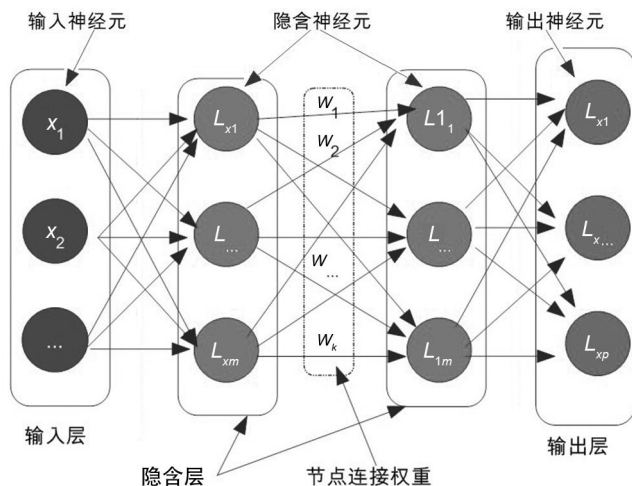 输入神经元 隐含神经元 输出神经元
x1 Lx1 W1 L11 Lx1
W2
x2 L... W... L... Lx...
... Lxm Wk L1m Lxp
输入层 输出层
隐含层 节点连接权重